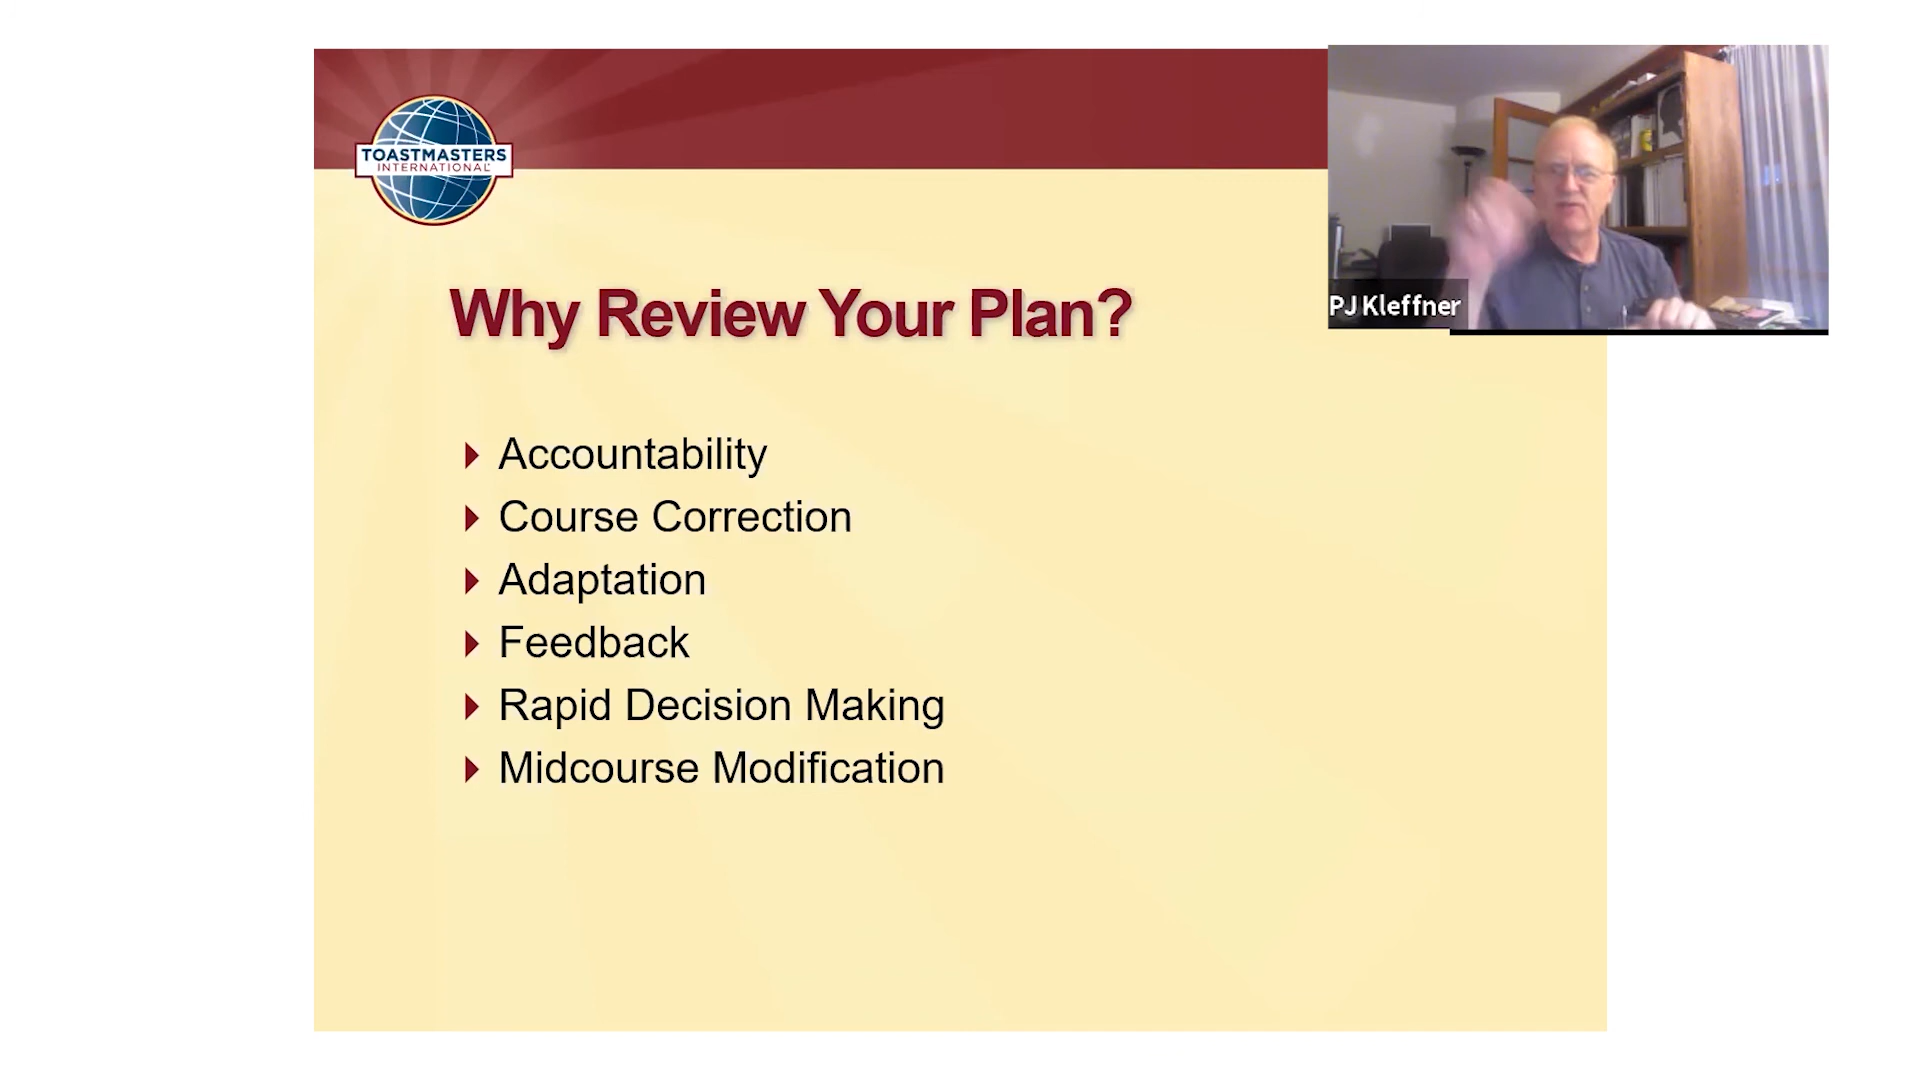 TOASTMASTERS
INTERNATIONAL
PJ Kleffner
Why Review Your Plan?
Accountability
Course Correction
Adaptation
Feedback
Rapid Decision Making
Midcourse Modification